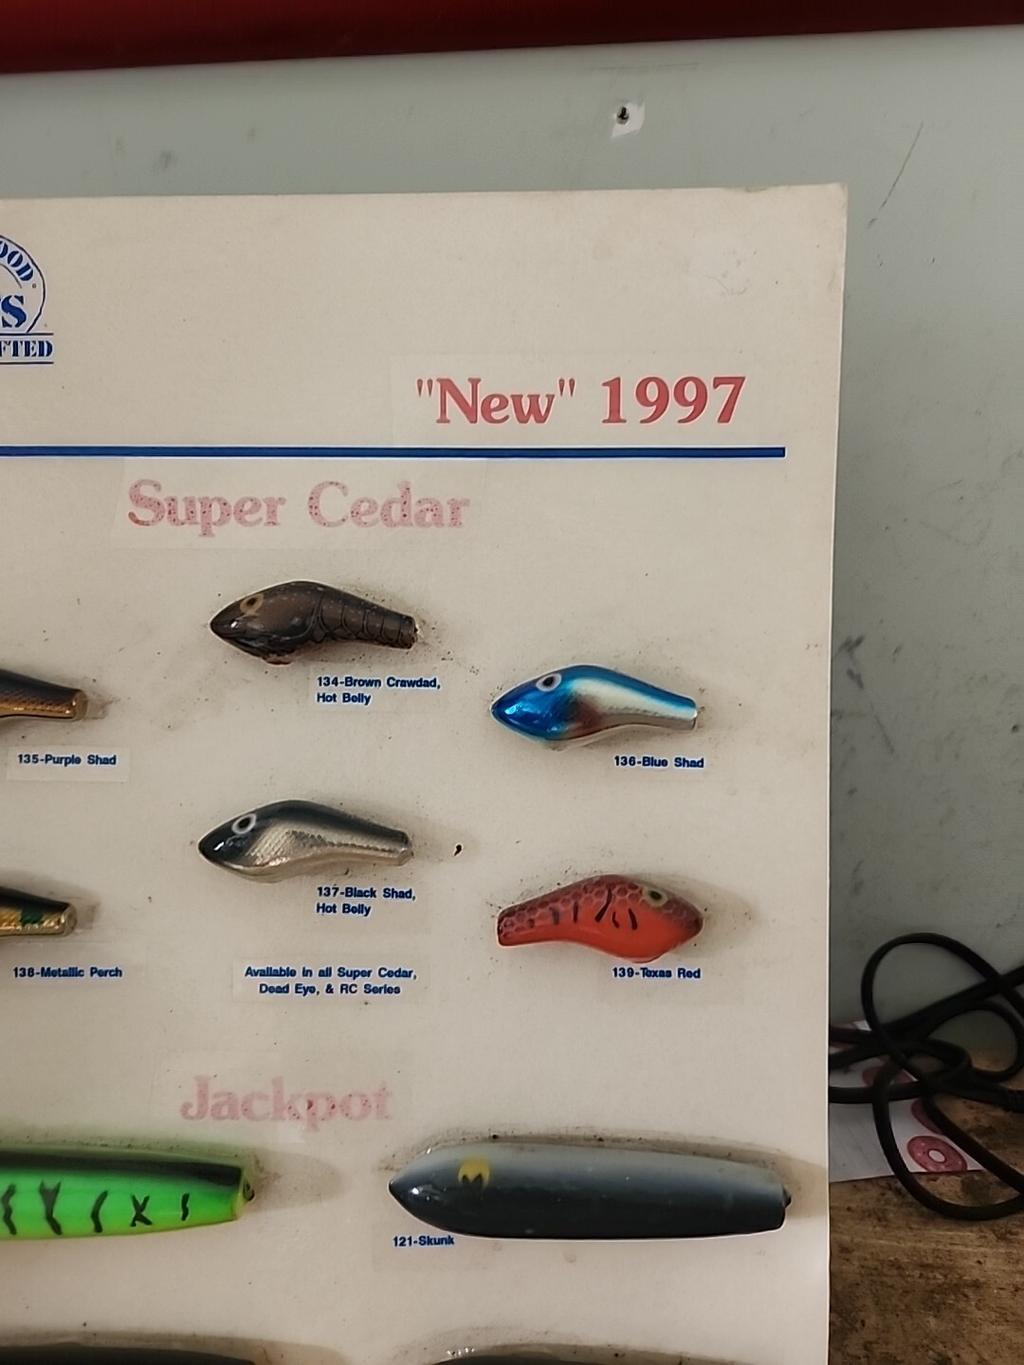 OOD
S
FTED
"New" 1997
Super Cedar
134-Brown Crawdad,
Hot Belly
135-Purple Shad
136-Blue Shad
137-Black Shad,
Hot Belly
138-Metallic Perch
Available in all Super Cedar,
Dead Eye, & RC Series
139-Texas Red
Jackpot
121-Skunk